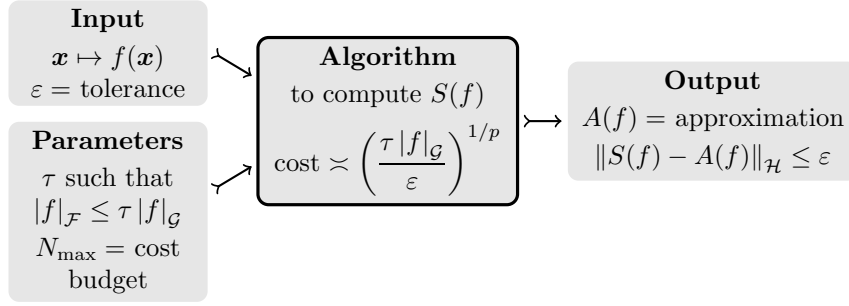 Input
𝒙 ↦ f(𝒙)
ε = tolerance
Parameters
τ such that
|f|_𝓕 ≤ τ |f|_𝓖
N_max = cost
budget
Algorithm
to compute S(f)
cost ≍ (τ |f|_𝓖 / ε)^{1/p}
Output
A(f) = approximation
‖S(f) − A(f)‖_𝓗 ≤ ε